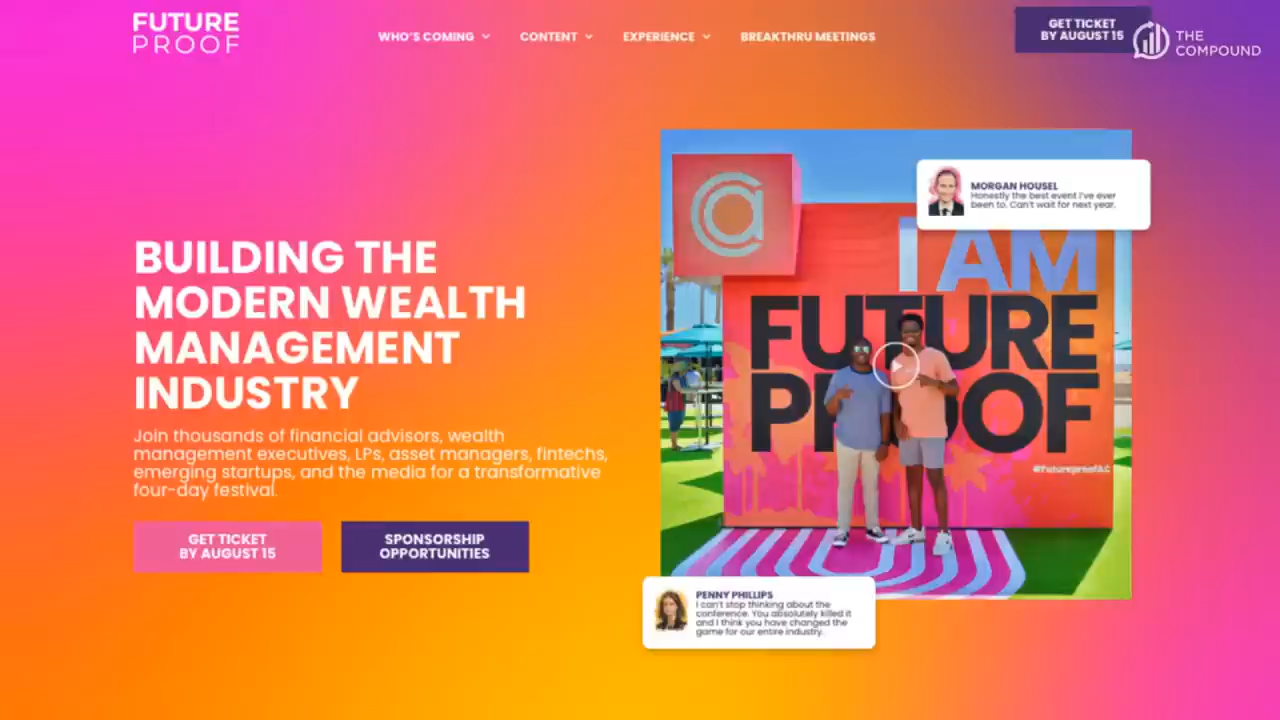 FUTURE
PROOF
WHO'S COMING
CONTENT
EXPERIENCE
BREAKTHRU MEETINGS
GET TICKET
BY AUGUST 15
THE
COMPOUND
BUILDING THE
MODERN WEALTH
MANAGEMENT
INDUSTRY
Join thousands of financial advisors, wealth
management executives, LPs, asset managers, fintechs,
emerging startups, and the media for a transformative
four-day festival.
GET TICKET
BY AUGUST 15
SPONSORSHIP
OPPORTUNITIES
MORGAN HOUSEL
Honestly the best event I've ever
been to. Can't wait for next year.
I AM
FUTURE
PROOF
#FutureproofAC
PENNY PHILLIPS
I can't stop thinking about the
conference. You absolutely killed it
and I think you have changed the
game for our entire industry.